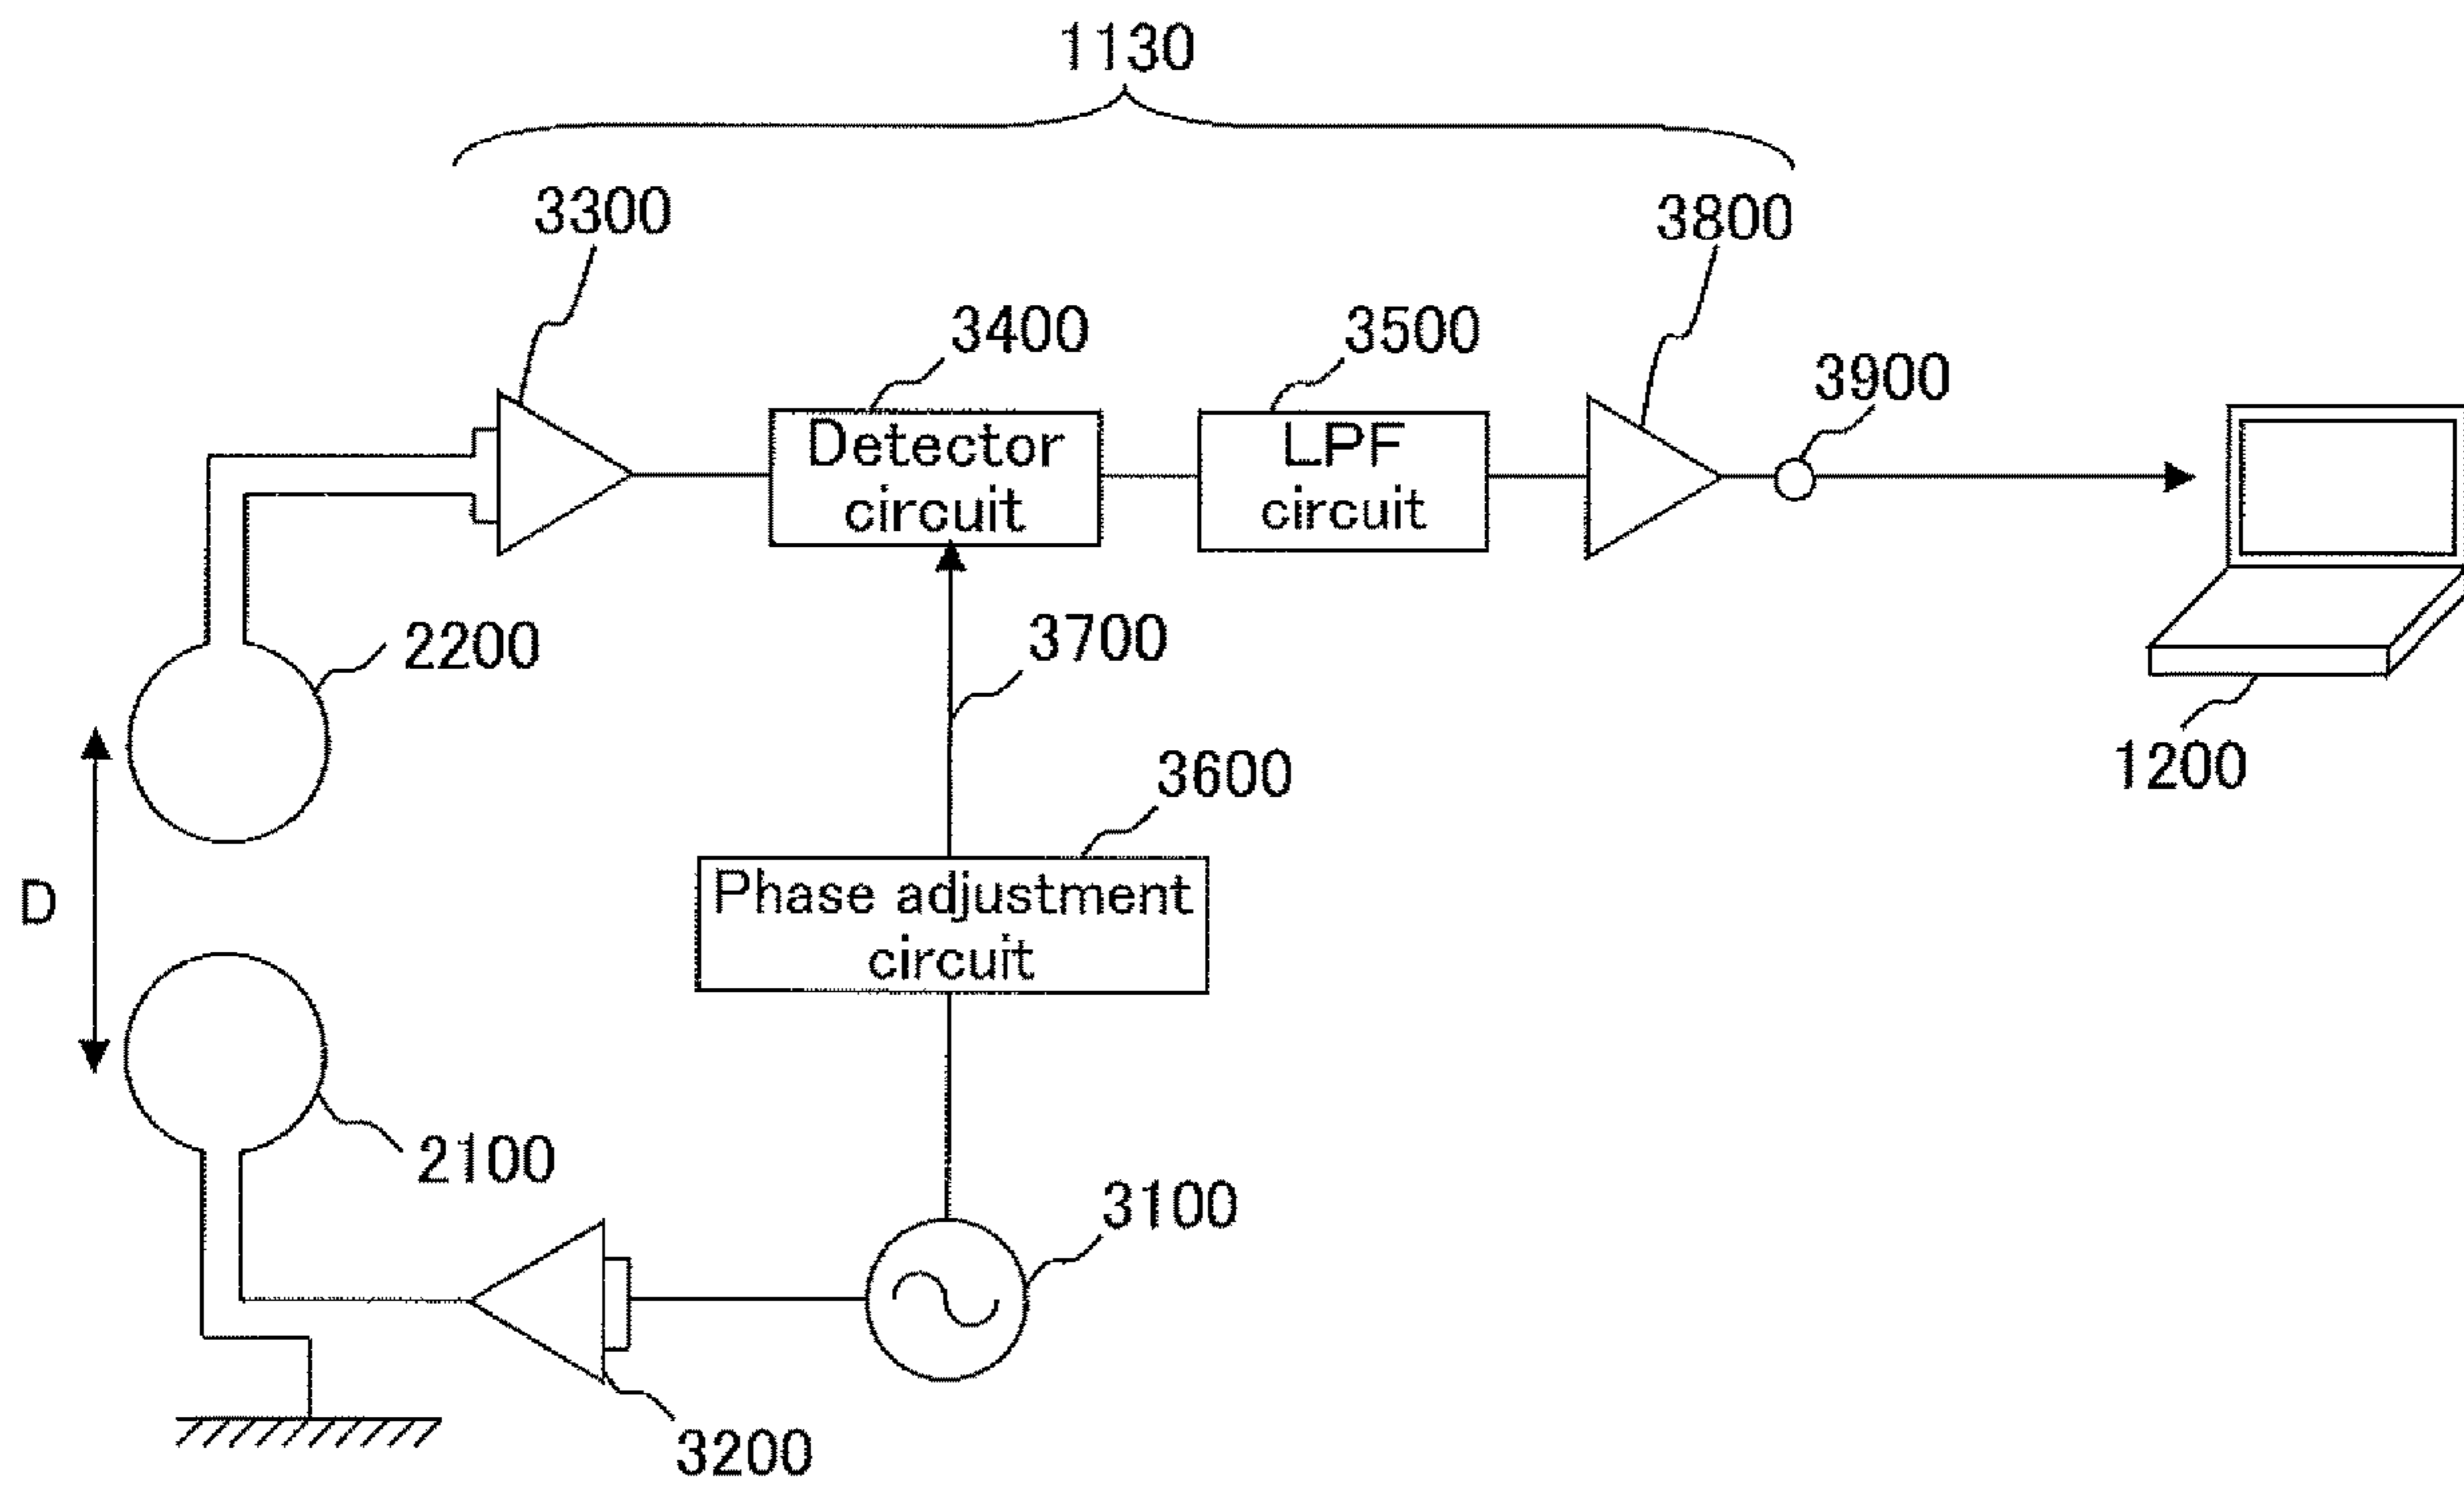 1130
3300
3800
3400
3500
3900
Detector
circuit
LPF
circuit
2200
3700
3600
1200
D
Phase adjustment
circuit
2100
3100
3200